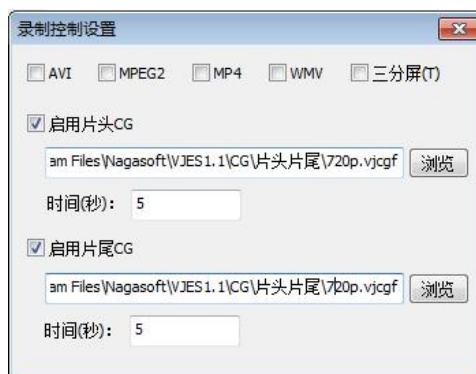 录制控制设置
AVI MPEG2 MP4 WMV 三分屏(T)
启用片头CG
am Files\Nagasoft\VJES1.1\CG\片头片尾\720p.vjcgf 浏览
时间(秒): 5
启用片尾CG
am Files\Nagasoft\VJES1.1\CG\片头片尾\720p.vjcgf 浏览
时间(秒): 5